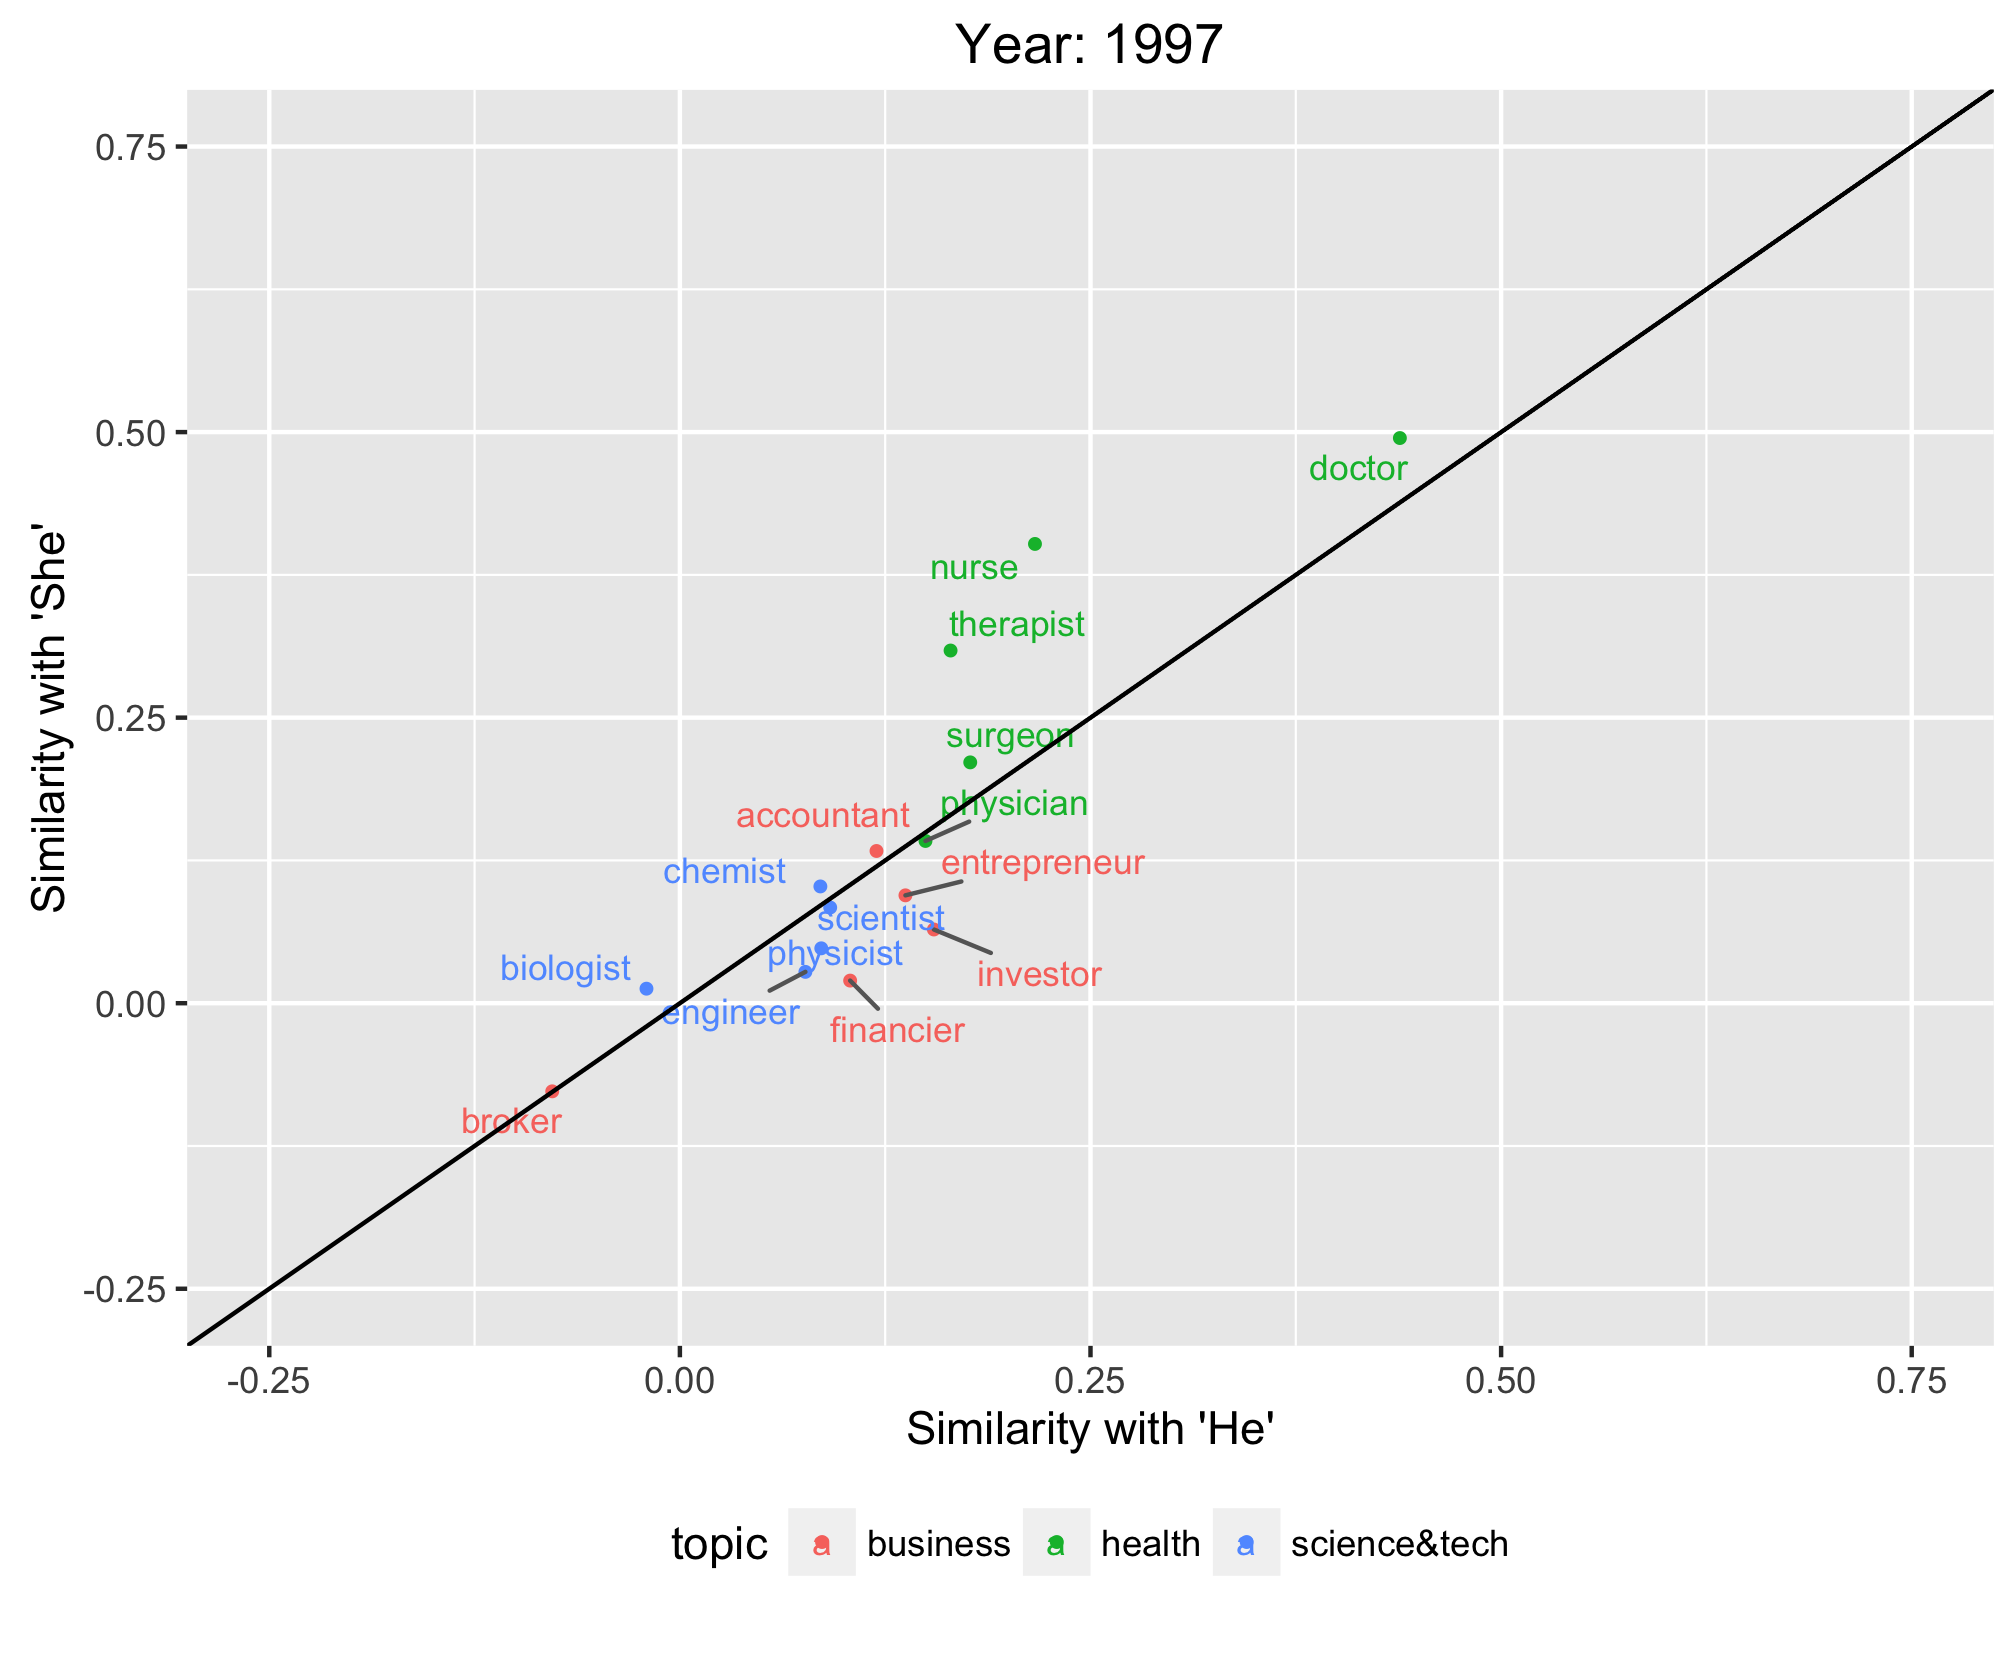 Year: 1997
0.75
0.50
0.25
0.00
-0.25
Similarity with 'She'
doctor
nurse
therapist
surgeon
physician
accountant
entrepreneur
chemist
scientist
physicist
investor
biologist
engineer
financier
broker
-0.25 0.00 0.25 0.50 0.75
Similarity with 'He'
topic a business a health a science&tech